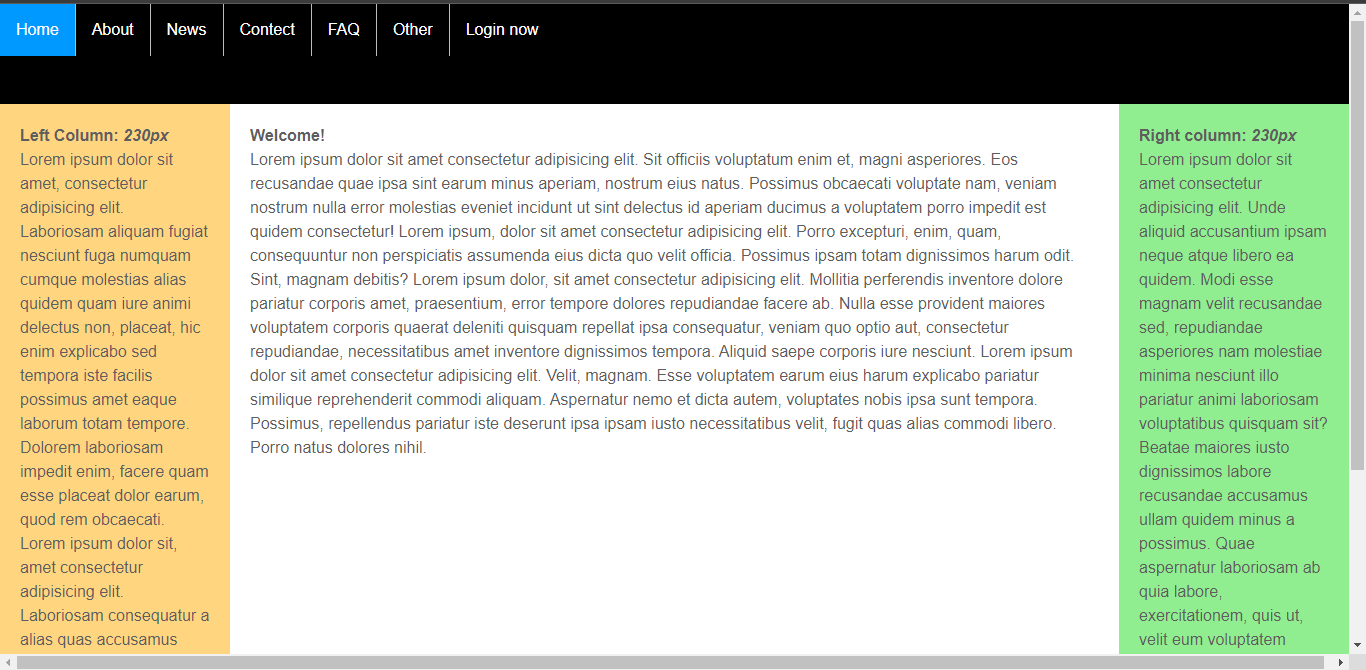 Home About News Contect FAQ Other Login now
Left Column: 230px
Lorem ipsum dolor sit
amet, consectetur
adipisicing elit.
Laboriosam aliquam fugiat
nesciunt fuga numquam
cumque molestias alias
quidem quam iure animi
delectus non, placeat, hic
enim explicabo sed
tempora iste facilis
possimus amet eaque
laborum totam tempore.
Dolorem laboriosam
impedit enim, facere quam
esse placeat dolor earum,
quod rem obcaecati.
Lorem ipsum dolor sit,
amet consectetur
adipisicing elit.
Laboriosam consequatur a
alias quas accusamus
Welcome!
Lorem ipsum dolor sit amet consectetur adipisicing elit. Sit officiis voluptatum enim et, magni asperiores. Eos
recusandae quae ipsa sint earum minus aperiam, nostrum eius natus. Possimus obcaecati voluptate nam, veniam
nostrum nulla error molestias eveniet incidunt ut sint delectus id aperiam ducimus a voluptatem porro impedit est
quidem consectetur! Lorem ipsum, dolor sit amet consectetur adipisicing elit. Porro excepturi, enim, quam,
consequuntur non perspiciatis assumenda eius dicta quo velit officia. Possimus ipsam totam dignissimos harum odit.
Sint, magnam debitis? Lorem ipsum dolor, sit amet consectetur adipisicing elit. Mollitia perferendis inventore dolore
pariatur corporis amet, praesentium, error tempore dolores repudiandae facere ab. Nulla esse provident maiores
voluptatem corporis quaerat deleniti quisquam repellat ipsa consequatur, veniam quo optio aut, consectetur
repudiandae, necessitatibus amet inventore dignissimos tempora. Aliquid saepe corporis iure nesciunt. Lorem ipsum
dolor sit amet consectetur adipisicing elit. Velit, magnam. Esse voluptatem earum eius harum explicabo pariatur
similique reprehenderit commodi aliquam. Aspernatur nemo et dicta autem, voluptates nobis ipsa sunt tempora.
Possimus, repellendus pariatur iste deserunt ipsa ipsam iusto necessitatibus velit, fugit quas alias commodi libero.
Porro natus dolores nihil.
Right column: 230px
Lorem ipsum dolor sit
amet consectetur
adipisicing elit. Unde
aliquid accusantium ipsam
neque atque libero ea
quidem. Modi esse
magnam velit recusandae
sed, repudiandae
asperiores nam molestiae
minima nesciunt illo
pariatur animi laboriosam
voluptatibus quisquam sit?
Beatae maiores iusto
dignissimos labore
recusandae accusamus
ullam quidem minus a
possimus. Quae
aspernatur laboriosam ab
quia labore,
exercitationem, quis ut,
velit eum voluptatem